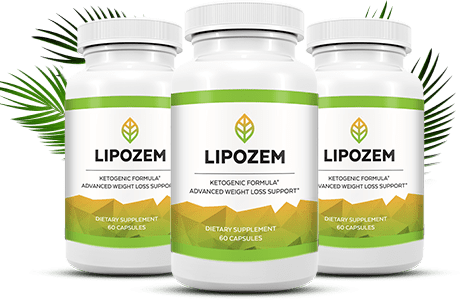 LIPOZEM
KETOGENIC FORMULA*
ADVANCED WEIGHT LOSS SUPPORT*
DIETARY SUPPLEMENT
60 CAPSULES
LIPOZEM
KETOGENIC FORMULA*
ADVANCED WEIGHT LOSS SUPPORT*
DIETARY SUPPLEMENT
60 CAPSULES
LIPOZEM
KETOGENIC FORMULA*
ADVANCED WEIGHT LOSS SUPPORT*
DIETARY SUPPLEMENT
60 CAPSULES